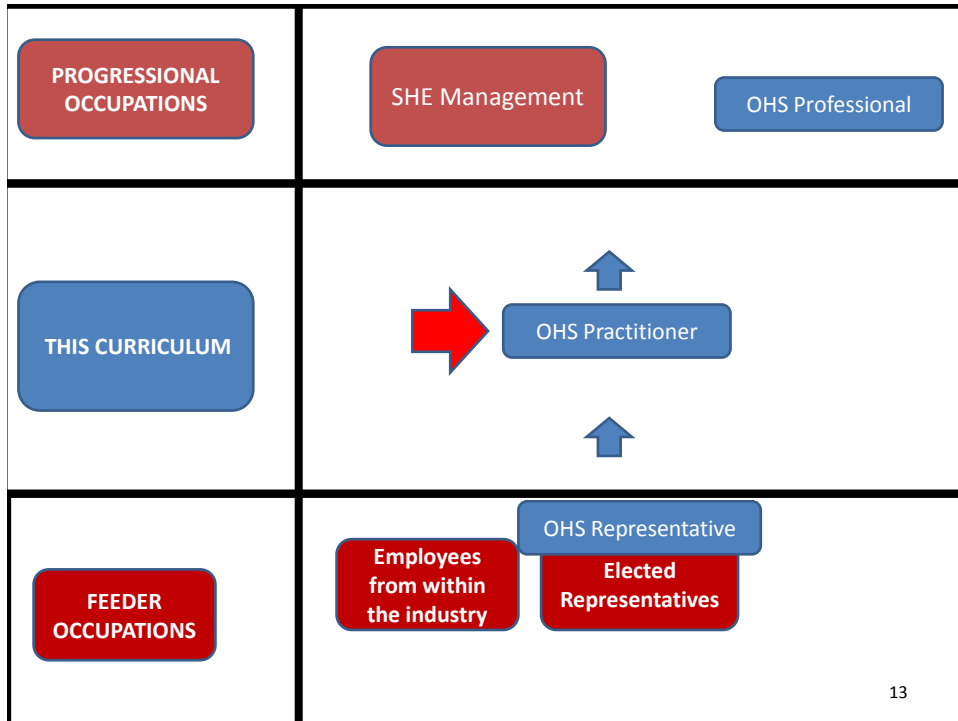 PROGRESSIONAL
OCCUPATIONS
SHE Management
OHS Professional
THIS CURRICULUM
OHS Practitioner
FEEDER
OCCUPATIONS
Employees
from within
the industry
OHS Representative
Elected
Representatives
13